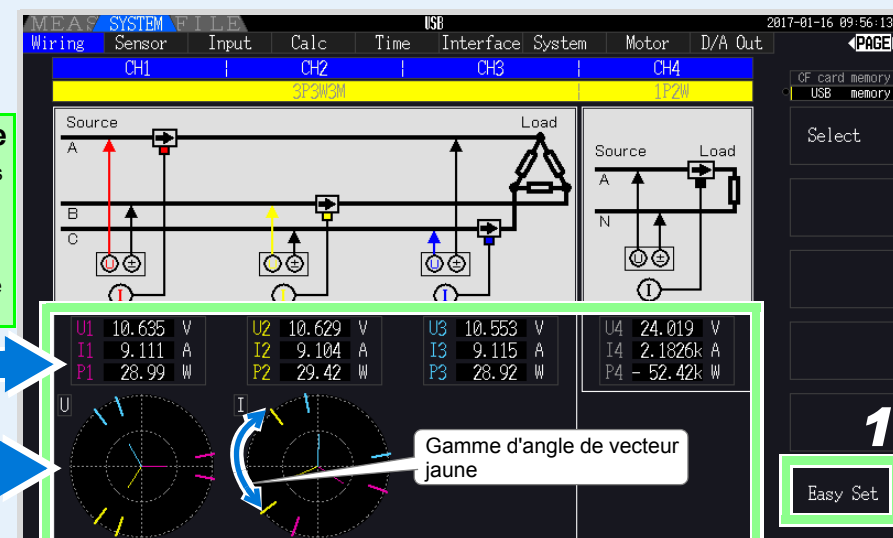 MEAS SYSTEM FILE USB 2017-01-16 09:56:13
Wiring Sensor Input Calc Time Interface System Motor D/A Out PAGE
CH1 CH2 CH3 CH4
3P3W3M 1P2W
CF card memory
USB memory
Select
Source Load
A
B
C
U ± U ± U ±
I I I
Source Load
A
N
U ±
I
U1 10.635 V U2 10.629 V U3 10.553 V U4 24.019 V
I1 9.111 A I2 9.104 A I3 9.115 A I4 2.1826k A
P1 28.99 W P2 29.42 W P3 28.92 W P4 - 52.42k W
U I
Gamme d'angle de vecteur
jaune
1
Easy Set
e
s
e